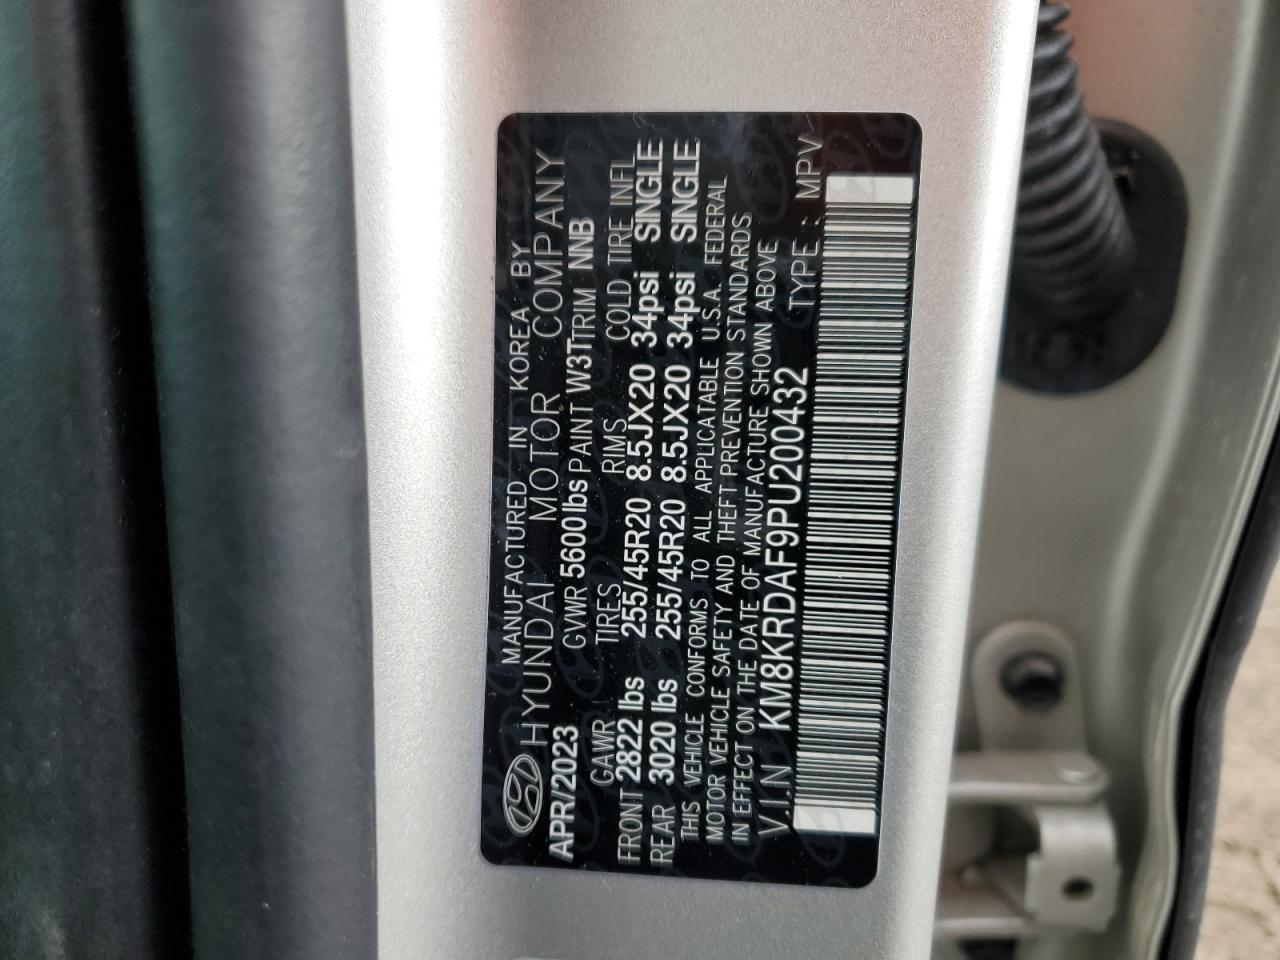 MANUFACTURED IN KOREA BY
HYUNDAI MOTOR COMPANY
APR/2023 GVWR 5600 lbs PAINT W3T TRIM NNB
GAWR TIRES RIMS COLD TIRE INFL
FRONT 2822 lbs 255/45R20 8.5JX20 34psi SINGLE
REAR 3020 lbs 255/45R20 8.5JX20 34psi SINGLE
THIS VEHICLE CONFORMS TO ALL APPLICATABLE U.S.A. FEDERAL
MOTOR VEHICLE SAFETY AND THEFT PREVENTION STANDARDS
IN EFFECT ON THE DATE OF MANUFACTURE SHOWN ABOVE
V.I.N KM8KRDAF9PU200432 TYPE : MPV